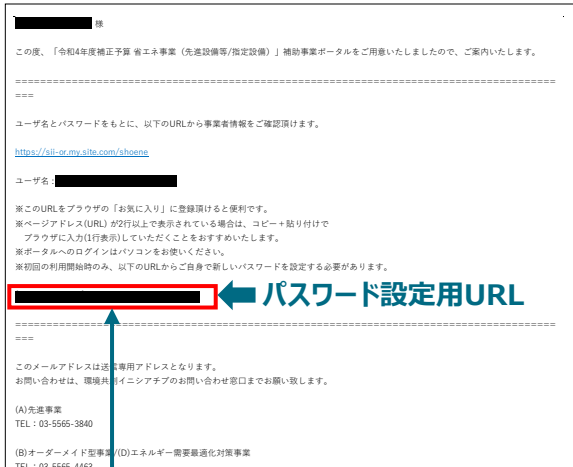 様
この度、「令和4年度補正予算 省エネ事業（先進設備等/指定設備）」補助事業ポータルをご用意いたしましたので、ご案内いたします。
==========================================================================================
===
ユーザ名とパスワードをもとに、以下のURLから事業者情報をご確認頂けます。
https://sii-or.my.site.com/shoene
ユーザ名：
※このURLをブラウザの「お気に入り」に登録頂けると便利です。
※ページアドレス(URL) が2行以上で表示されている場合は、コピー＋貼り付けで
ブラウザに入力(1行表示)していただくことをおすすめいたします。
※ポータルへのログインはパソコンをお使いください。
※初回の利用開始時のみ、以下のURLからご自身で新しいパスワードを設定する必要があります。
パスワード設定用URL
==========================================================================================
===
このメールアドレスは送信専用アドレスとなります。
お問い合わせは、環境共創イニシアチブのお問い合わせ窓口までお願い致します。
(A)先進事業
TEL：03-5565-3840
(B)オーダーメイド型事業/(D)エネルギー需要最適化対策事業
TEL：03-5565-4463